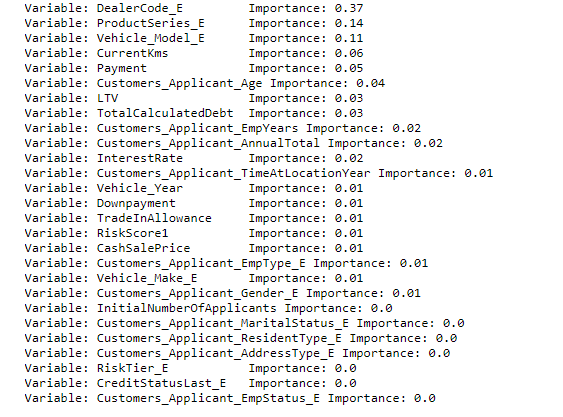 Variable: DealerCode_E         Importance: 0.37
Variable: ProductSeries_E      Importance: 0.14
Variable: Vehicle_Model_E      Importance: 0.11
Variable: CurrentKms           Importance: 0.06
Variable: Payment              Importance: 0.05
Variable: Customers_Applicant_Age Importance: 0.04
Variable: LTV                  Importance: 0.03
Variable: TotalCalculatedDebt  Importance: 0.03
Variable: Customers_Applicant_EmpYears Importance: 0.02
Variable: Customers_Applicant_AnnualTotal Importance: 0.02
Variable: InterestRate         Importance: 0.02
Variable: Customers_Applicant_TimeAtLocationYear Importance: 0.01
Variable: Vehicle_Year         Importance: 0.01
Variable: Downpayment          Importance: 0.01
Variable: TradeInAllowance     Importance: 0.01
Variable: RiskScore1           Importance: 0.01
Variable: CashSalePrice        Importance: 0.01
Variable: Customers_Applicant_EmpType_E Importance: 0.01
Variable: Vehicle_Make_E       Importance: 0.01
Variable: Customers_Applicant_Gender_E Importance: 0.01
Variable: InitialNumberOfApplicants Importance: 0.0
Variable: Customers_Applicant_MaritalStatus_E Importance: 0.0
Variable: Customers_Applicant_ResidentType_E Importance: 0.0
Variable: Customers_Applicant_AddressType_E Importance: 0.0
Variable: RiskTier_E           Importance: 0.0
Variable: CreditStatusLast_E   Importance: 0.0
Variable: Customers_Applicant_EmpStatus_E Importance: 0.0